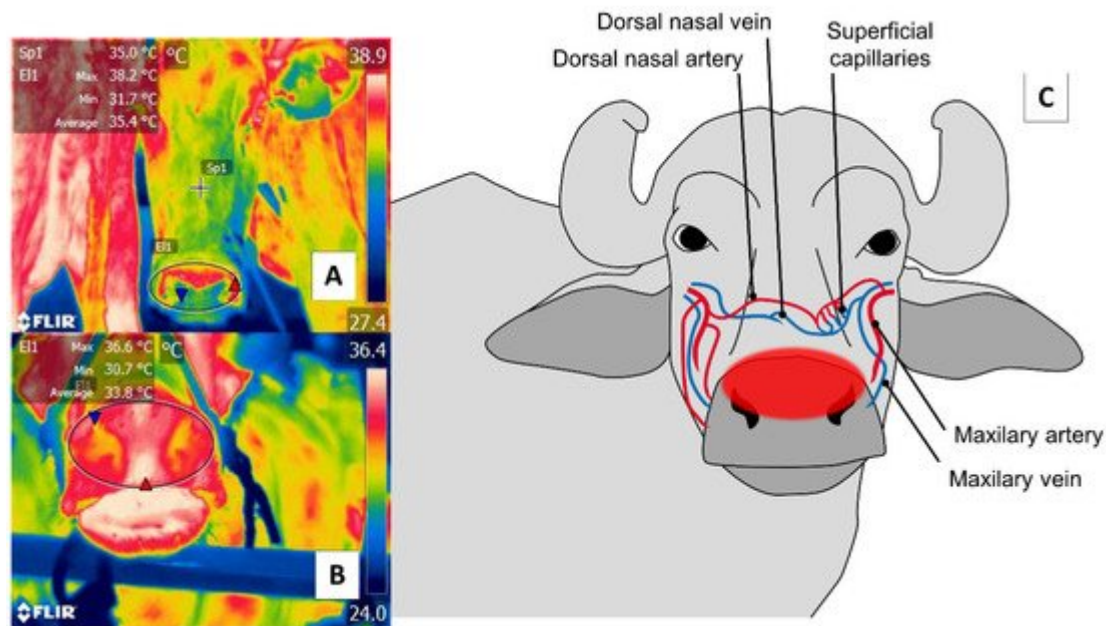 Sp1 35.0 °C
El1 Max 38.2 °C
Min 31.7 °C
Average 35.4 °C
°C
38.9
Sp1
El1
A
FLIR
27.4
El1 Max 36.6 °C
Min 30.7 °C
Average 33.8 °C
°C
36.4
El1
B
FLIR
24.0
Dorsal nasal vein
Dorsal nasal artery
Superficial
capillaries
C
Maxilary artery
Maxilary vein